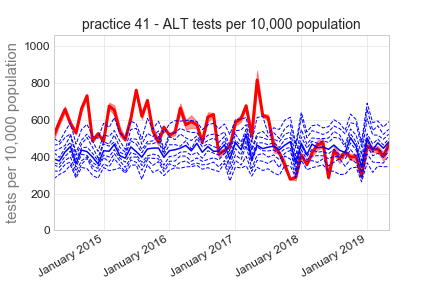 practice 41 - ALT tests per 10,000 population
tests per 10,000 population
1000
800
600
400
200
0
January 2015
January 2016
January 2017
January 2018
January 2019